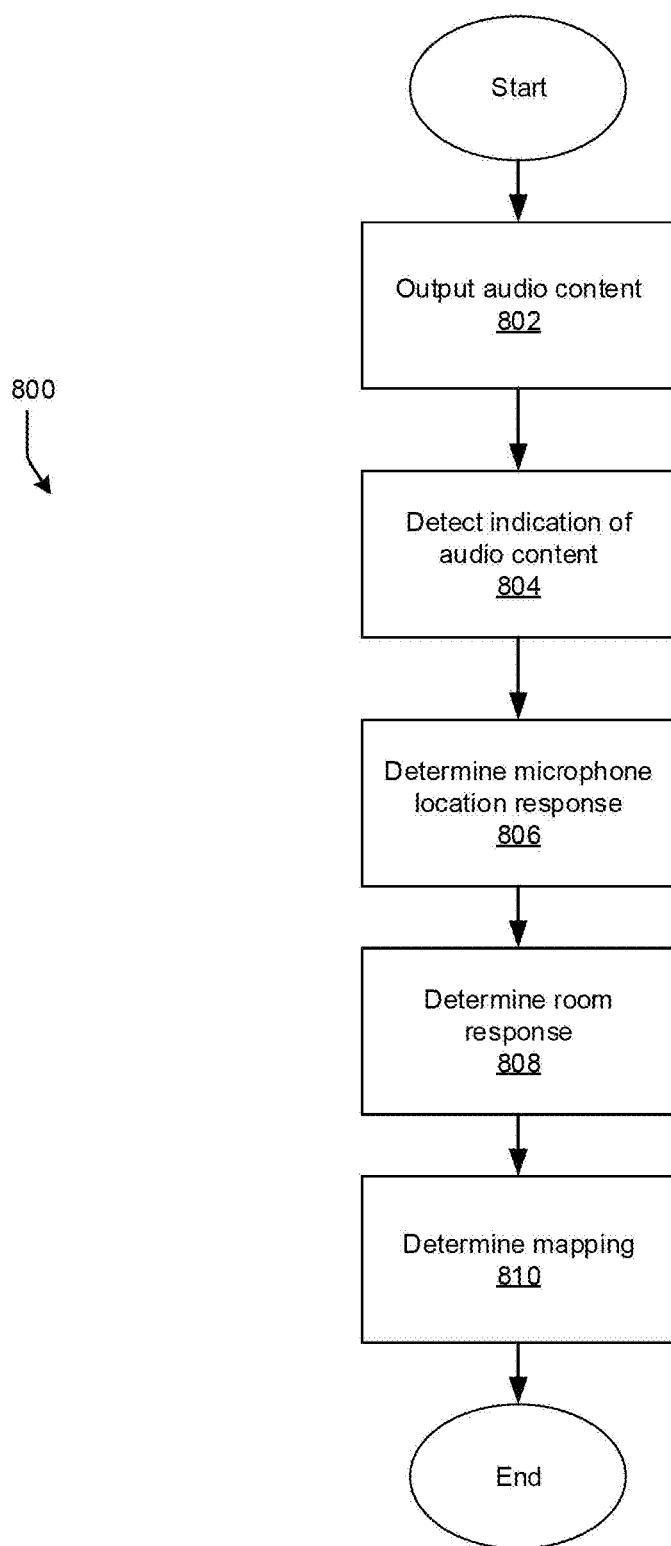 Start
Output audio content
802
800
Detect indication of
audio content
804
Determine microphone
location response
806
Determine room
response
808
Determine mapping
810
End